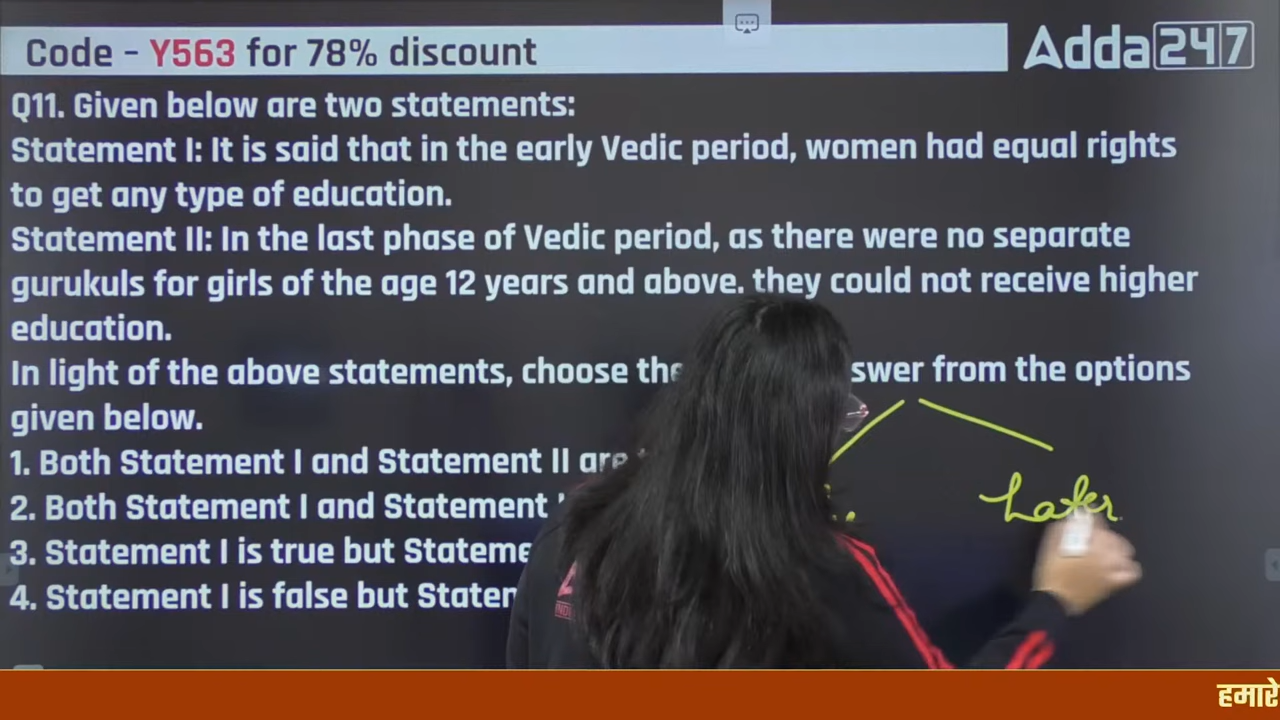 Code - Y563 for 78% discount
Adda 247
Q11. Given below are two statements:
Statement I: It is said that in the early Vedic period, women had equal rights
to get any type of education.
Statement II: In the last phase of Vedic period, as there were no separate
gurukuls for girls of the age 12 years and above. they could not receive higher
education.
In light of the above statements, choose the swer from the options
given below.
1. Both Statement I and Statement II are
2. Both Statement I and Statement
3. Statement I is true but Stateme
4. Statement I is false but Staten
Later
हमारे